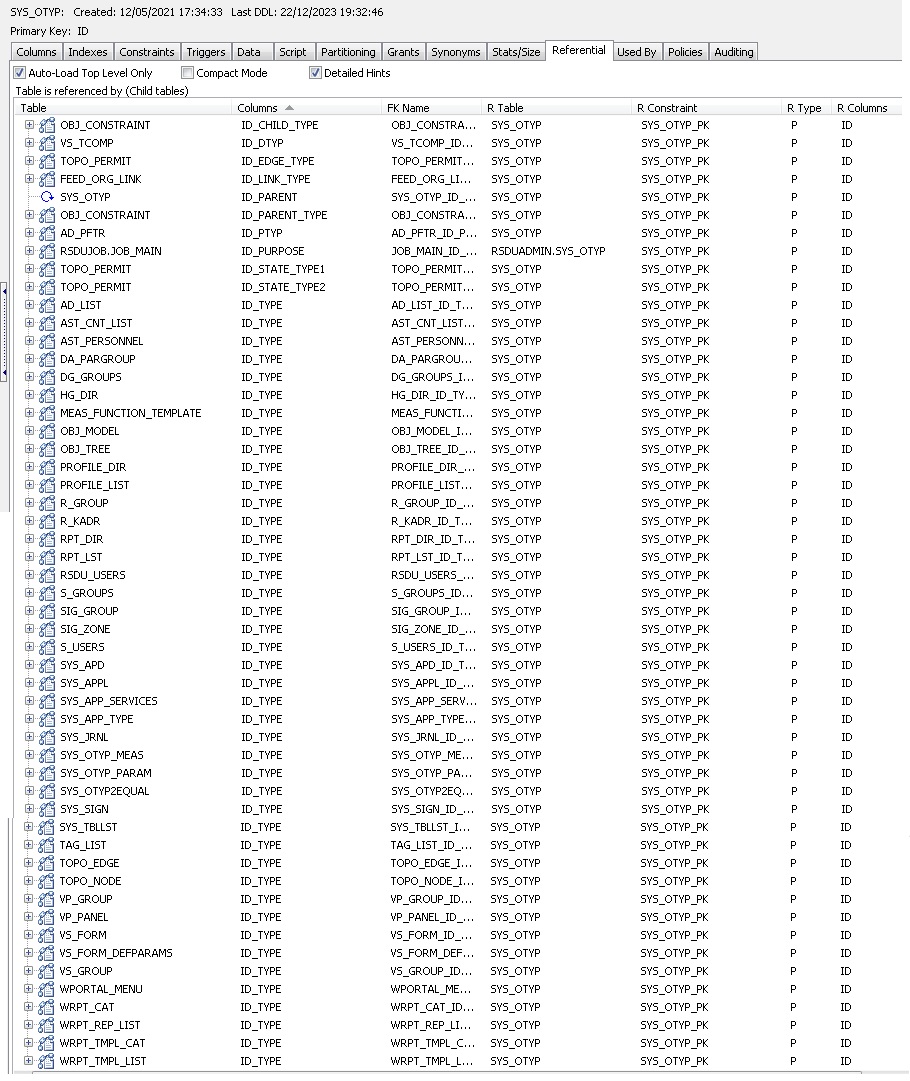 SYS_OTYP: Created: 12/05/2021 17:34:33 Last DDL: 22/12/2023 19:32:46
Primary Key: ID
Columns Indexes Constraints Triggers Data Script Partitioning Grants Synonyms Stats/Size Referential Used By Policies Auditing
Auto-Load Top Level Only Compact Mode Detailed Hints
Table is referenced by (Child tables)
Table Columns FK Name R Table R Constraint R Type R Columns
OBJ_CONSTRAINT ID_CHILD_TYPE OBJ_CONSTRA... SYS_OTYP SYS_OTYP_PK P ID
VS_TCOMP ID_DTYP VS_TCOMP_ID... SYS_OTYP SYS_OTYP_PK P ID
TOPO_PERMIT ID_EDGE_TYPE TOPO_PERMIT... SYS_OTYP SYS_OTYP_PK P ID
FEED_ORG_LINK ID_LINK_TYPE FEED_ORG_LI... SYS_OTYP SYS_OTYP_PK P ID
SYS_OTYP ID_PARENT SYS_OTYP_ID_... SYS_OTYP SYS_OTYP_PK P ID
OBJ_CONSTRAINT ID_PARENT_TYPE OBJ_CONSTRA... SYS_OTYP SYS_OTYP_PK P ID
AD_PFTR ID_PTYP AD_PFTR_ID_P... SYS_OTYP SYS_OTYP_PK P ID
RSDUJOB.JOB_MAIN ID_PURPOSE JOB_MAIN_ID_... RSDUADMIN.SYS_OTYP SYS_OTYP_PK P ID
TOPO_PERMIT ID_STATE_TYPE1 TOPO_PERMIT... SYS_OTYP SYS_OTYP_PK P ID
TOPO_PERMIT ID_STATE_TYPE2 TOPO_PERMIT... SYS_OTYP SYS_OTYP_PK P ID
AD_LIST ID_TYPE AD_LIST_ID_T... SYS_OTYP SYS_OTYP_PK P ID
AST_CNT_LIST ID_TYPE AST_CNT_LIST... SYS_OTYP SYS_OTYP_PK P ID
AST_PERSONNEL ID_TYPE AST_PERSONN... SYS_OTYP SYS_OTYP_PK P ID
DA_PARGROUP ID_TYPE DA_PARGROU... SYS_OTYP SYS_OTYP_PK P ID
DG_GROUPS ID_TYPE DG_GROUPS_I... SYS_OTYP SYS_OTYP_PK P ID
HG_DIR ID_TYPE HG_DIR_ID_TY... SYS_OTYP SYS_OTYP_PK P ID
MEAS_FUNCTION_TEMPLATE ID_TYPE MEAS_FUNCTI... SYS_OTYP SYS_OTYP_PK P ID
OBJ_MODEL ID_TYPE OBJ_MODEL_I... SYS_OTYP SYS_OTYP_PK P ID
OBJ_TREE ID_TYPE OBJ_TREE_ID_... SYS_OTYP SYS_OTYP_PK P ID
PROFILE_DIR ID_TYPE PROFILE_DIR_... SYS_OTYP SYS_OTYP_PK P ID
PROFILE_LIST ID_TYPE PROFILE_LIST... SYS_OTYP SYS_OTYP_PK P ID
R_GROUP ID_TYPE R_GROUP_ID_... SYS_OTYP SYS_OTYP_PK P ID
R_KADR ID_TYPE R_KADR_ID_T... SYS_OTYP SYS_OTYP_PK P ID
RPT_DIR ID_TYPE RPT_DIR_ID_T... SYS_OTYP SYS_OTYP_PK P ID
RPT_LST ID_TYPE RPT_LST_ID_T... SYS_OTYP SYS_OTYP_PK P ID
RSDU_USERS ID_TYPE RSDU_USERS_... SYS_OTYP SYS_OTYP_PK P ID
S_GROUPS ID_TYPE S_GROUPS_ID... SYS_OTYP SYS_OTYP_PK P ID
SIG_GROUP ID_TYPE SIG_GROUP_I... SYS_OTYP SYS_OTYP_PK P ID
SIG_ZONE ID_TYPE SIG_ZONE_ID_... SYS_OTYP SYS_OTYP_PK P ID
S_USERS ID_TYPE S_USERS_ID_T... SYS_OTYP SYS_OTYP_PK P ID
SYS_APD ID_TYPE SYS_APD_ID_T... SYS_OTYP SYS_OTYP_PK P ID
SYS_APPL ID_TYPE SYS_APPL_ID_... SYS_OTYP SYS_OTYP_PK P ID
SYS_APP_SERVICES ID_TYPE SYS_APP_SERV... SYS_OTYP SYS_OTYP_PK P ID
SYS_APP_TYPE ID_TYPE SYS_APP_TYPE... SYS_OTYP SYS_OTYP_PK P ID
SYS_JRNL ID_TYPE SYS_JRNL_ID_... SYS_OTYP SYS_OTYP_PK P ID
SYS_OTYP_MEAS ID_TYPE SYS_OTYP_ME... SYS_OTYP SYS_OTYP_PK P ID
SYS_OTYP_PARAM ID_TYPE SYS_OTYP_PA... SYS_OTYP SYS_OTYP_PK P ID
SYS_OTYP2EQUAL ID_TYPE SYS_OTYP2EQ... SYS_OTYP SYS_OTYP_PK P ID
SYS_SIGN ID_TYPE SYS_SIGN_ID_... SYS_OTYP SYS_OTYP_PK P ID
SYS_TBLLST ID_TYPE SYS_TBLLST_I... SYS_OTYP SYS_OTYP_PK P ID
TAG_LIST ID_TYPE TAG_LIST_ID_... SYS_OTYP SYS_OTYP_PK P ID
TOPO_EDGE ID_TYPE TOPO_EDGE_I... SYS_OTYP SYS_OTYP_PK P ID
TOPO_NODE ID_TYPE TOPO_NODE_I... SYS_OTYP SYS_OTYP_PK P ID
VP_GROUP ID_TYPE VP_GROUP_ID... SYS_OTYP SYS_OTYP_PK P ID
VP_PANEL ID_TYPE VP_PANEL_ID... SYS_OTYP SYS_OTYP_PK P ID
VS_FORM ID_TYPE VS_FORM_ID_... SYS_OTYP SYS_OTYP_PK P ID
VS_FORM_DEFPARAMS ID_TYPE VS_FORM_DEF... SYS_OTYP SYS_OTYP_PK P ID
VS_GROUP ID_TYPE VS_GROUP_ID... SYS_OTYP SYS_OTYP_PK P ID
WPORTAL_MENU ID_TYPE WPORTAL_ME... SYS_OTYP SYS_OTYP_PK P ID
WRPT_CAT ID_TYPE WRPT_CAT_ID... SYS_OTYP SYS_OTYP_PK P ID
WRPT_REP_LIST ID_TYPE WRPT_REP_LI... SYS_OTYP SYS_OTYP_PK P ID
WRPT_TMPL_CAT ID_TYPE WRPT_TMPL_C... SYS_OTYP SYS_OTYP_PK P ID
WRPT_TMPL_LIST ID_TYPE WRPT_TMPL_L... SYS_OTYP SYS_OTYP_PK P ID